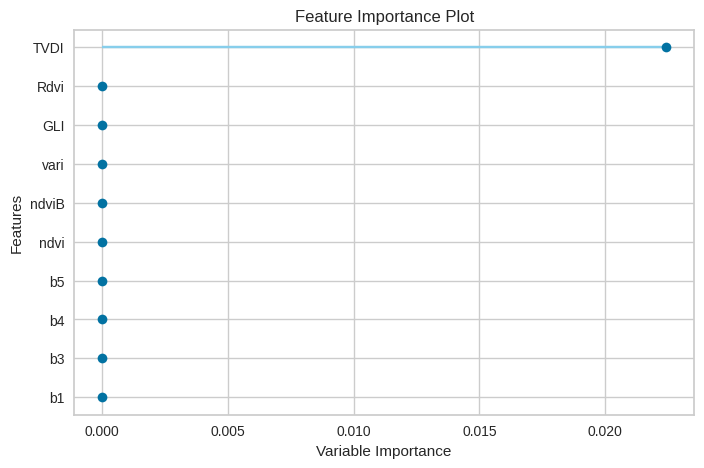 Feature Importance Plot
TVDI
Rdvi
GLI
vari
ndviB
ndvi
b5
b4
b3
b1
Features
0.000 0.005 0.010 0.015 0.020
Variable Importance